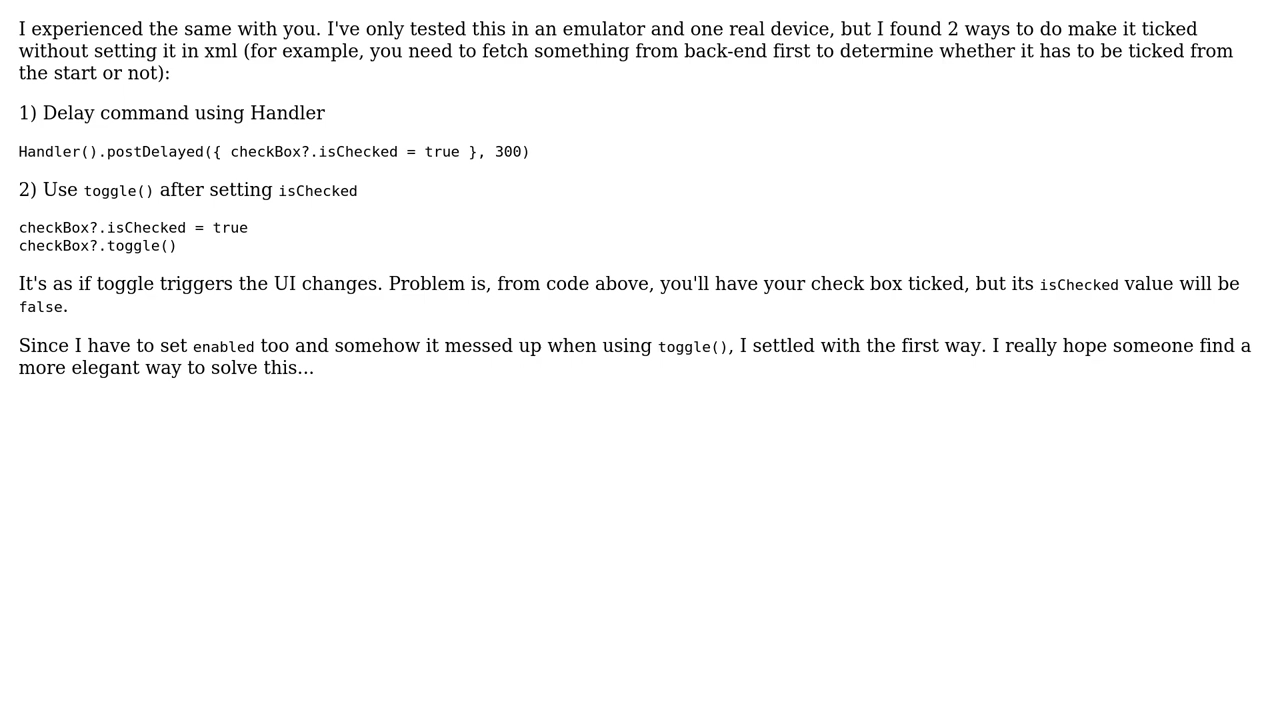 I experienced the same with you. I've only tested this in an emulator and one real device, but I found 2 ways to do make it ticked
without setting it in xml (for example, you need to fetch something from back-end first to determine whether it has to be ticked from
the start or not):
1) Delay command using Handler
Handler().postDelayed({ checkBox?.isChecked = true }, 300)
2) Use toggle() after setting isChecked
checkBox?.isChecked = true
checkBox?.toggle()
It's as if toggle triggers the UI changes. Problem is, from code above, you'll have your check box ticked, but its isChecked value will be
false.
Since I have to set enabled too and somehow it messed up when using toggle(), I settled with the first way. I really hope someone find a
more elegant way to solve this...